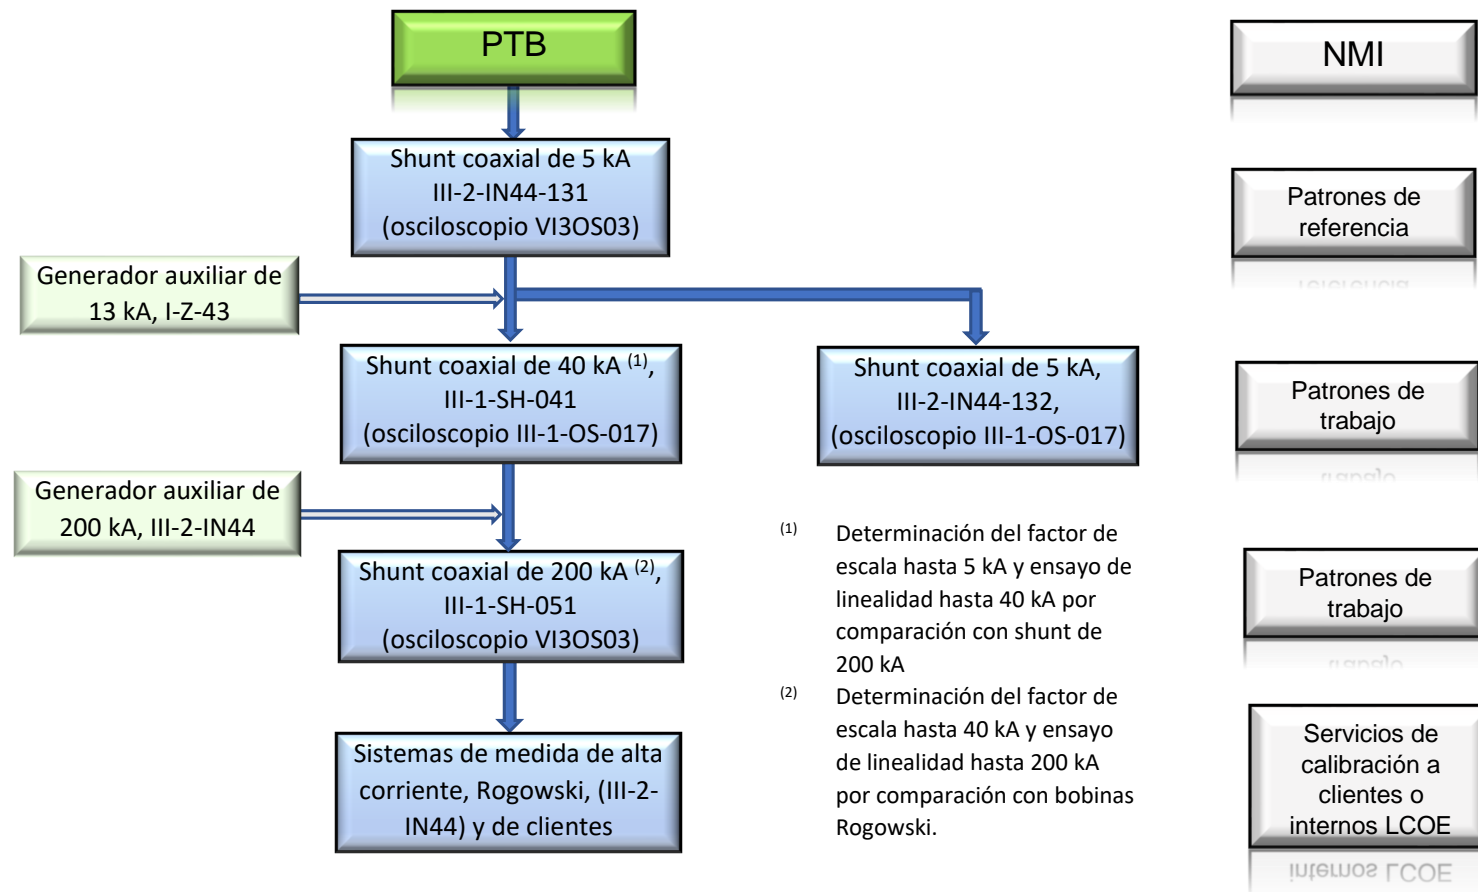 PTB
NMI
Shunt coaxial de 5 kA
III-2-IN44-131
(osciloscopio VI3OS03)
Patrones de
referencia
Generador auxiliar de
13 kA, I-Z-43
Shunt coaxial de 40 kA (1),
III-1-SH-041
(osciloscopio III-1-OS-017)
Shunt coaxial de 5 kA,
III-2-IN44-132,
(osciloscopio III-1-OS-017)
Patrones de
trabajo
Generador auxiliar de
200 kA, III-2-IN44
Shunt coaxial de 200 kA (2),
III-1-SH-051
(osciloscopio VI3OS03)
(1) Determinación del factor de
escala hasta 5 kA y ensayo de
linealidad hasta 40 kA por
comparación con shunt de
200 kA
(2) Determinación del factor de
escala hasta 40 kA y ensayo
de linealidad hasta 200 kA
por comparación con bobinas
Rogowski.
Patrones de
trabajo
Sistemas de medida de alta
corriente, Rogowski, (III-2-
IN44) y de clientes
Servicios de
calibración a
clientes o
internos LCOE